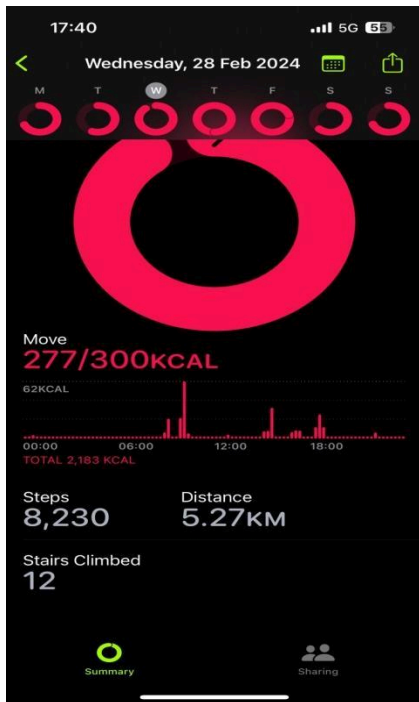 17:40 5G 55
Wednesday, 28 Feb 2024
M T W T F S S
Move
277/300KCAL
62KCAL
00:00 06:00 12:00 18:00
TOTAL 2,183 KCAL
Steps Distance
8,230 5.27KM
Stairs Climbed
12
Summary Sharing